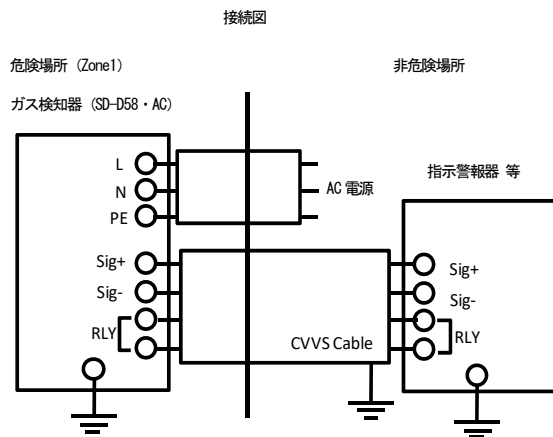 接続図
危険場所（Zone1）
非危険場所
ガス検知器（SD-D58・AC）
指示警報器 等
L
N
PE
AC 電源
Sig+
Sig-
RLY
CVVS Cable
Sig+
Sig-
RLY